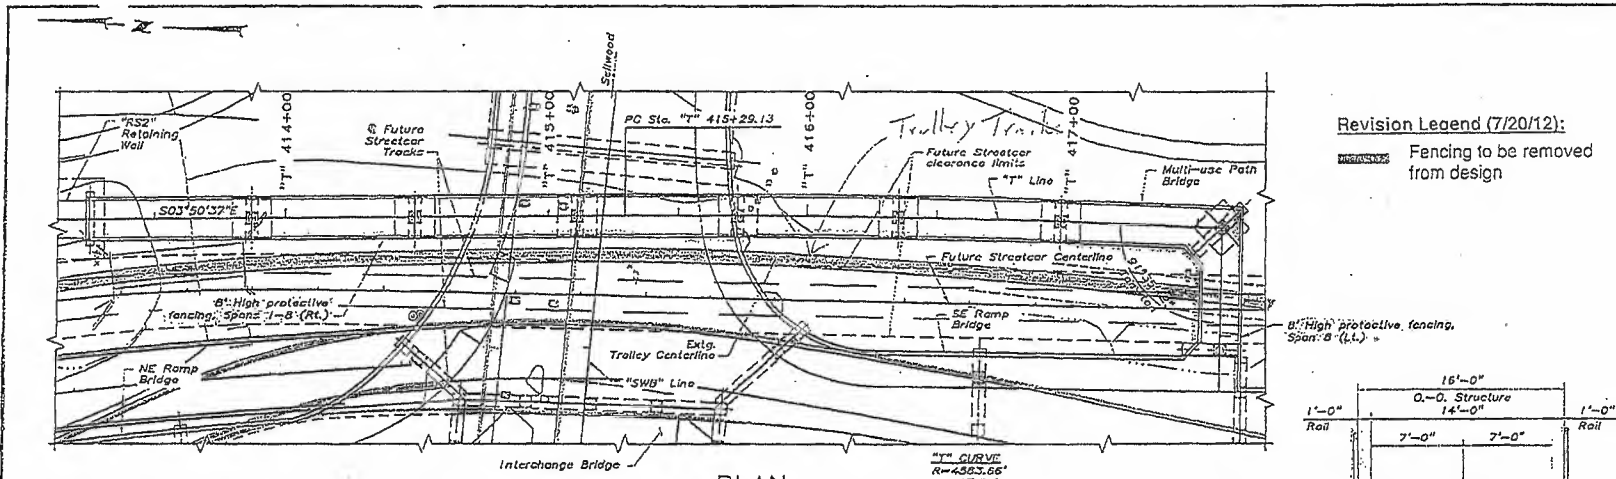 Z
Sellwood
"RS2"
Retaining
Wall
"T" 414+00
Future
Streetcar
Tracks
"T" 415+00
PC Sta. "T" 415+29.13
"T" 416+00
Trolley Trail
Future Streetcar
clearance limits
"T" Line
"T" 417+00
Multi-use Path
Bridge
Revision Legend (7/20/12):
Fencing to be removed
from design
S03°50'37"E
Future Streetcar Centerline
8' High protective
fencing, Spans 1-8 (Rt.)
NE Ramp
Bridge
Extg.
Trolley Centerline
SE Ramp
Bridge
8' High protective fencing,
Span 8 (Lt.)
"SWB" Line
Interchange Bridge
"T" CURVE
R=4583.66'
PLAN
16'-0"
O.-O. Structure
1'-0"
Rail
14'-0"
1'-0"
Rail
7'-0"
7'-0"